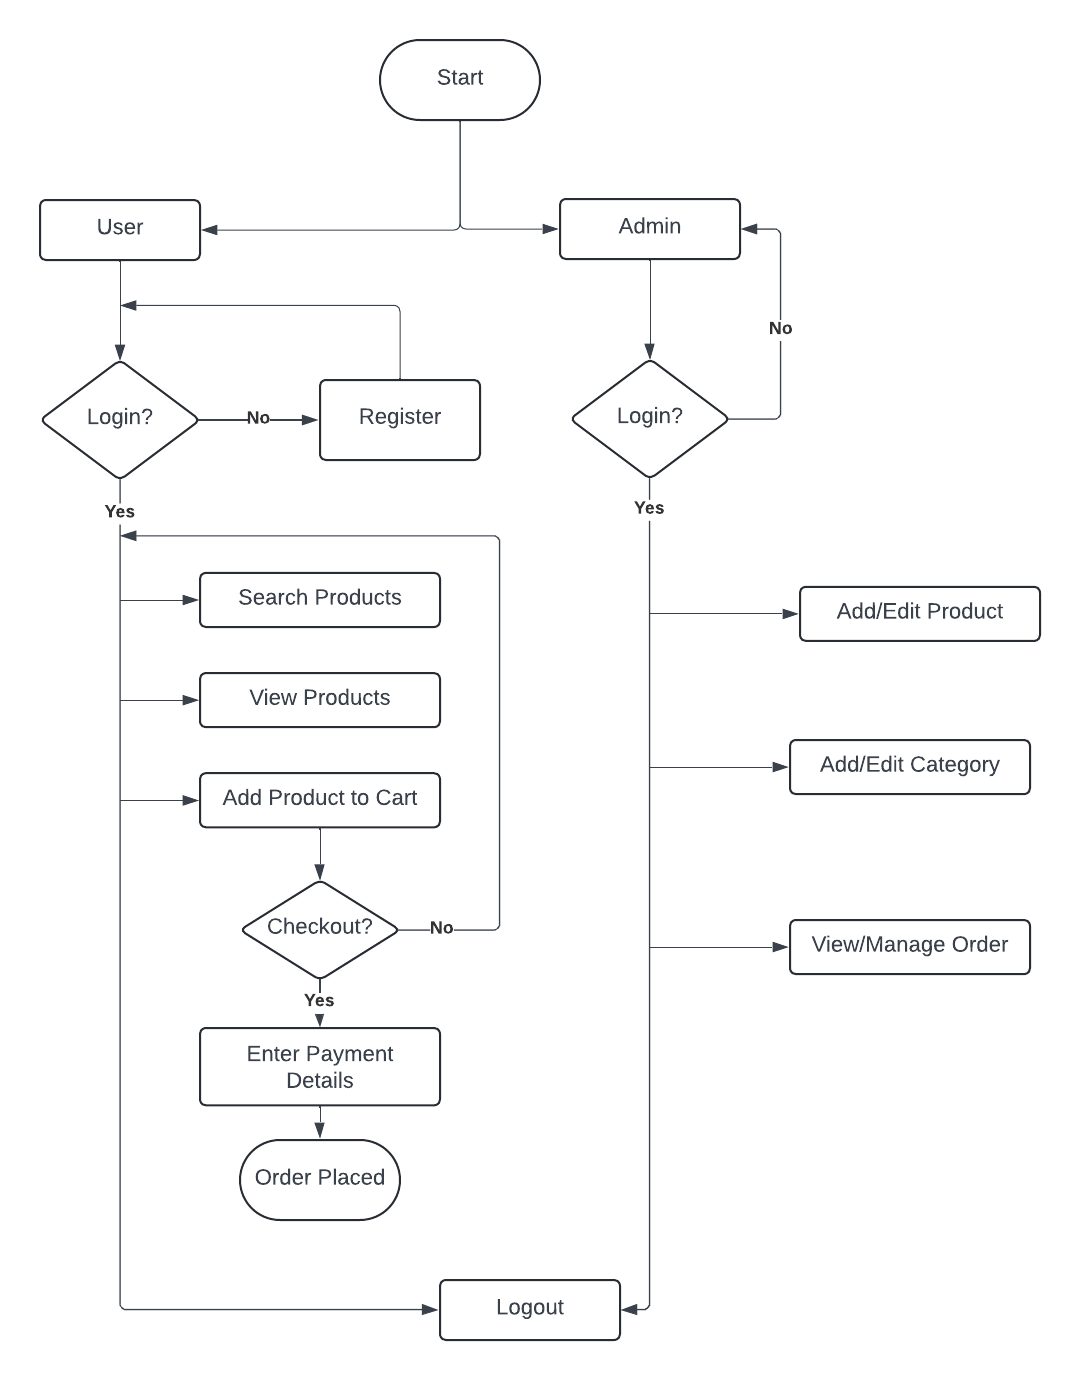 Start
User
Admin
No
Login?
No
Register
Login?
Yes
Yes
Search Products
Add/Edit Product
View Products
Add/Edit Category
Add Product to Cart
Checkout?
No
View/Manage Order
Yes
Enter Payment
Details
Order Placed
Logout